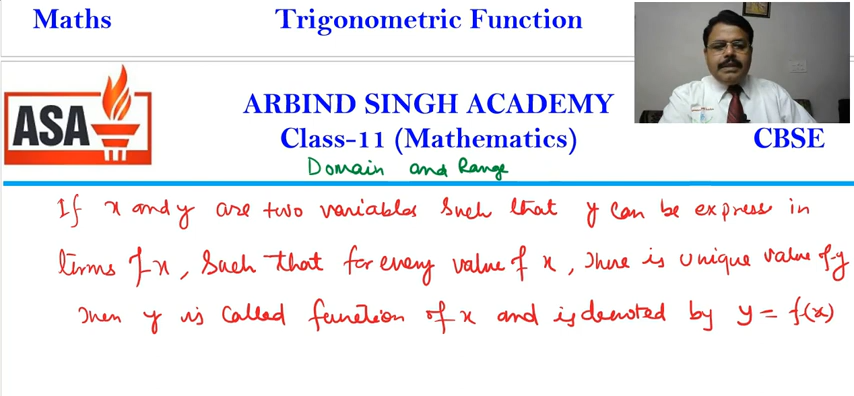 Maths Trigonometric Function
ASA ARBIND SINGH ACADEMY
Class-11 (Mathematics) CBSE
Domain and Range
If x and y are two variables such that y can be express in
terms of x, such that for every value of x, there is unique value of y
then y is called function of x and is denoted by y = f(x)